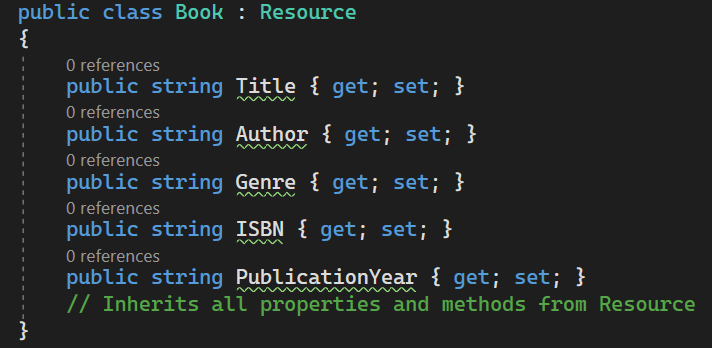 public class Book : Resource
{
0 references
public string Title { get; set; }
0 references
public string Author { get; set; }
0 references
public string Genre { get; set; }
0 references
public string ISBN { get; set; }
0 references
public string PublicationYear { get; set; }
// Inherits all properties and methods from Resource
}